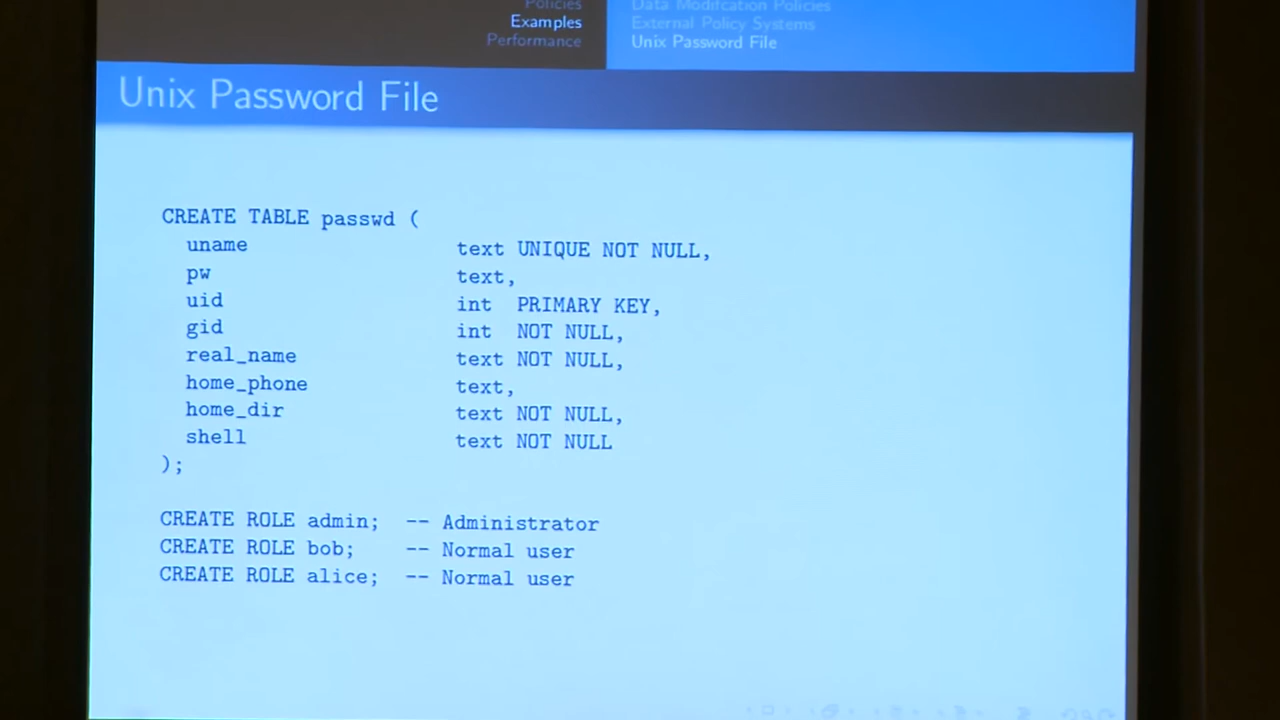 Policies
Examples
Performance
Data Modifcation Policies
External Policy Systems
Unix Password File
Unix Password File
CREATE TABLE passwd (
uname text UNIQUE NOT NULL,
pw text,
uid int PRIMARY KEY,
gid int NOT NULL,
real_name text NOT NULL,
home_phone text,
home_dir text NOT NULL,
shell text NOT NULL
);
CREATE ROLE admin; -- Administrator
CREATE ROLE bob; -- Normal user
CREATE ROLE alice; -- Normal user